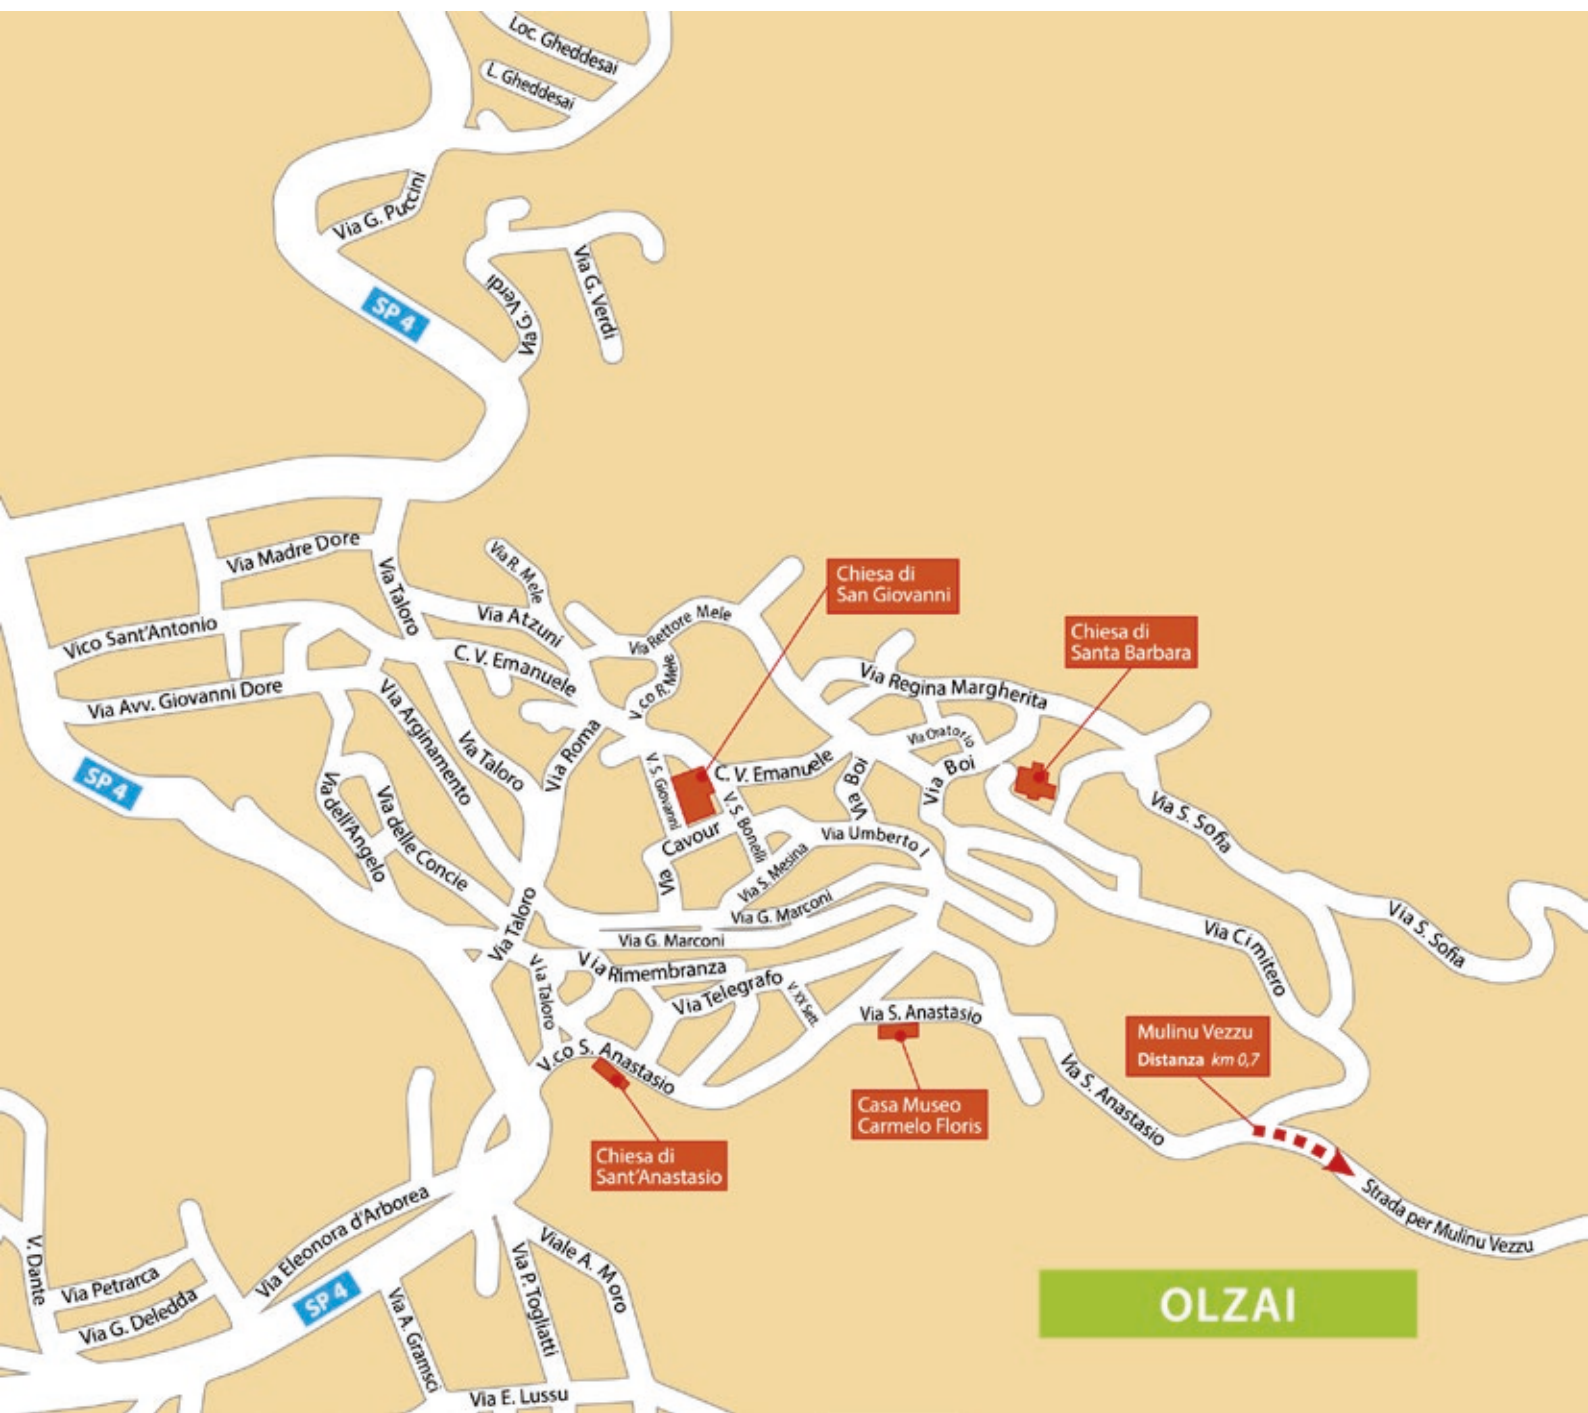 Loc. Gheddesai
L. Gheddesai
Via G. Puccini
Via G. Verdi
Via G. Verdi
SP 4
Via Madre Dore
Via Taloro
Via R. Mele
Via Atzuni
Vico Sant'Antonio
C. V. Emanuele
Via Rettore Mele
V.co R. Mele
Chiesa di
San Giovanni
Chiesa di
Santa Barbara
Via Avv. Giovanni Dore
Via Arginamento
Via Taloro
Via Roma
Via Regina Margherita
Via Oratorio
V. S. Giovanni
C. V. Emanuele
Via Boi
Via Boi
SP 4
Via dell'Angelo
Via delle Concie
Via Cavour
V. S. Bonelli
Via S. Mesina
Via Umberto I
Via S. Sofia
Via G. Marconi
Via G. Marconi
Via Taloro
Via Taloro
Via Rimembranza
Via Telegrafo
V. XX Sett.
Via Cimitero
Via S. Sofia
Via S. Anastasio
V.co S. Anastasio
Via S. Anastasio
Mulinu Vezzu
Distanza km 0,7
Casa Museo
Carmelo Floris
Chiesa di
Sant'Anastasio
Strada per Mulinu Vezzu
V. Dante
Via Petrarca
Via G. Deledda
Via Eleonora d'Arborea
SP 4
Via A. Gramsci
Via P. Togliatti
Viale A. Moro
Via E. Lussu
OLZAI